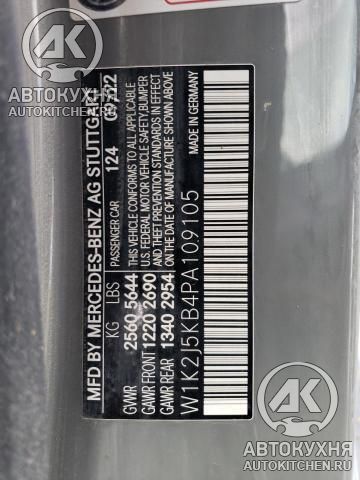 MFD BY MERCEDES-BENZ AG STUTTGART
KG LBS PASSENGER CAR 124 07/22
GVWR 2560 5644 THIS VEHICLE CONFORMS TO ALL APPLICABLE
GAWR FRONT 1220 2690 FEDERAL MOTOR VEHICLE SAFETY, BUMPER
AND THEFT PREVENTION STANDARDS IN EFFECT
GAWR REAR 1340 2954 ON THE DATE OF MANUFACTURE SHOWN ABOVE.
W1K2J5KB4PA109105 MADE IN GERMANY
АВТОКУХНЯ
AUTOKITCHEN.RU
АВТОКУХНЯ
AUTOKITCHEN.RU